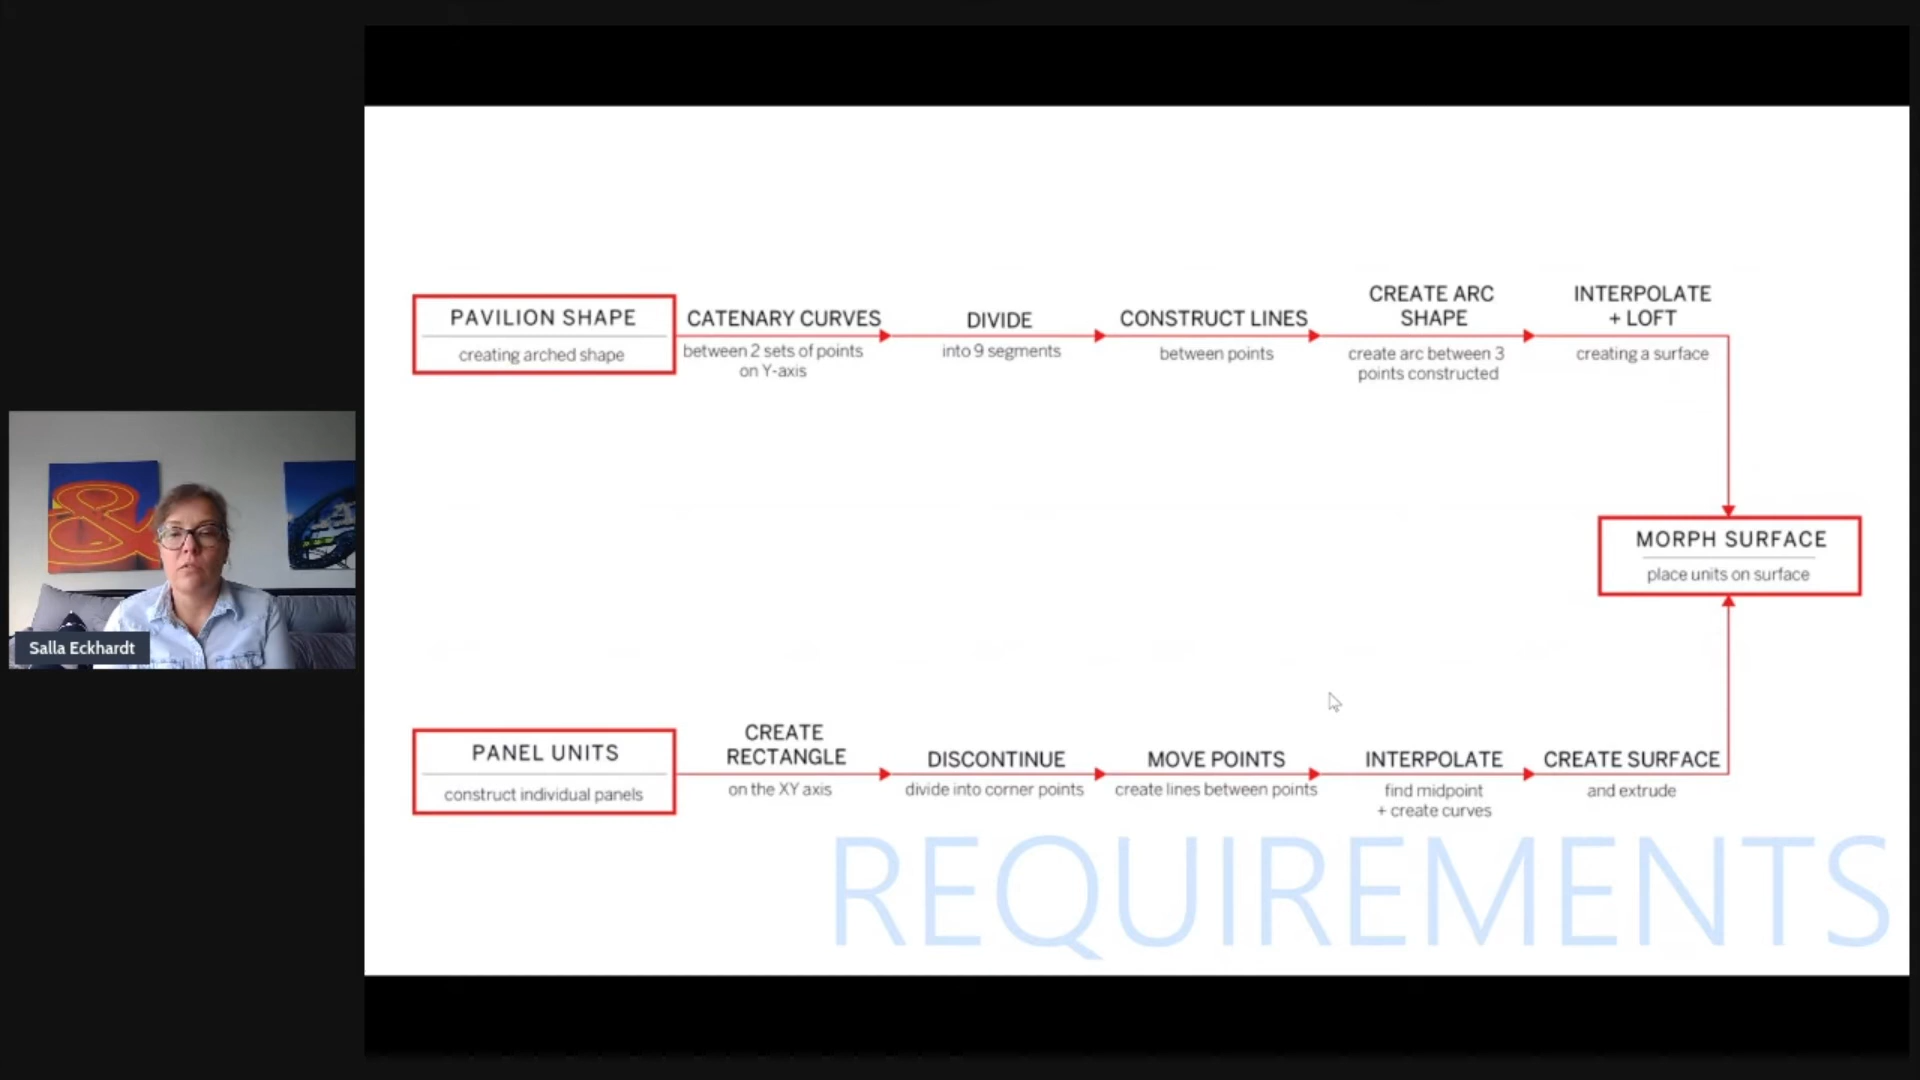 PAVILION SHAPE
creating arched shape
CATENARY CURVES
between 2 sets of points
on Y-axis
DIVIDE
into 9 segments
CONSTRUCT LINES
between points
CREATE ARC
SHAPE
create arc between 3
points constructed
INTERPOLATE
+ LOFT
creating a surface
MORPH SURFACE
place units on surface
&
Salla Eckhardt
PANEL UNITS
construct individual panels
CREATE
RECTANGLE
on the XY axis
DISCONTINUE
divide into corner points
MOVE POINTS
create lines between points
INTERPOLATE
find midpoint
+ create curves
CREATE SURFACE
and extrude
REQUIREMENTS